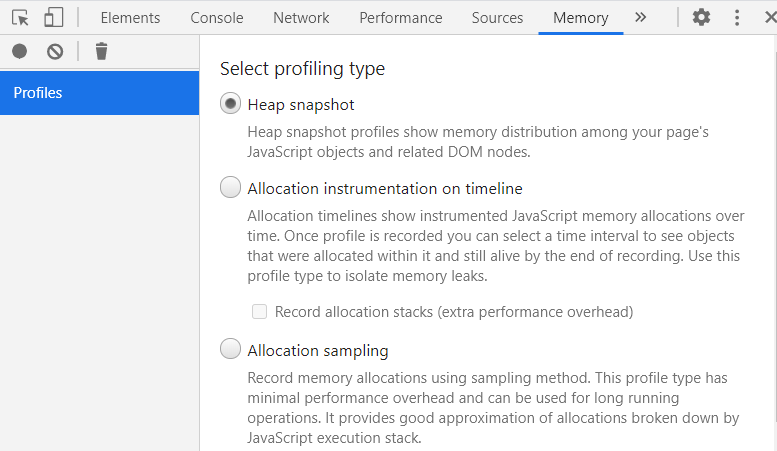 Elements Console Network Performance Sources Memory »
Profiles
Select profiling type
Heap snapshot
Heap snapshot profiles show memory distribution among your page's
JavaScript objects and related DOM nodes.
Allocation instrumentation on timeline
Allocation timelines show instrumented JavaScript memory allocations over
time. Once profile is recorded you can select a time interval to see objects
that were allocated within it and still alive by the end of recording. Use this
profile type to isolate memory leaks.
Record allocation stacks (extra performance overhead)
Allocation sampling
Record memory allocations using sampling method. This profile type has
minimal performance overhead and can be used for long running
operations. It provides good approximation of allocations broken down by
JavaScript execution stack.